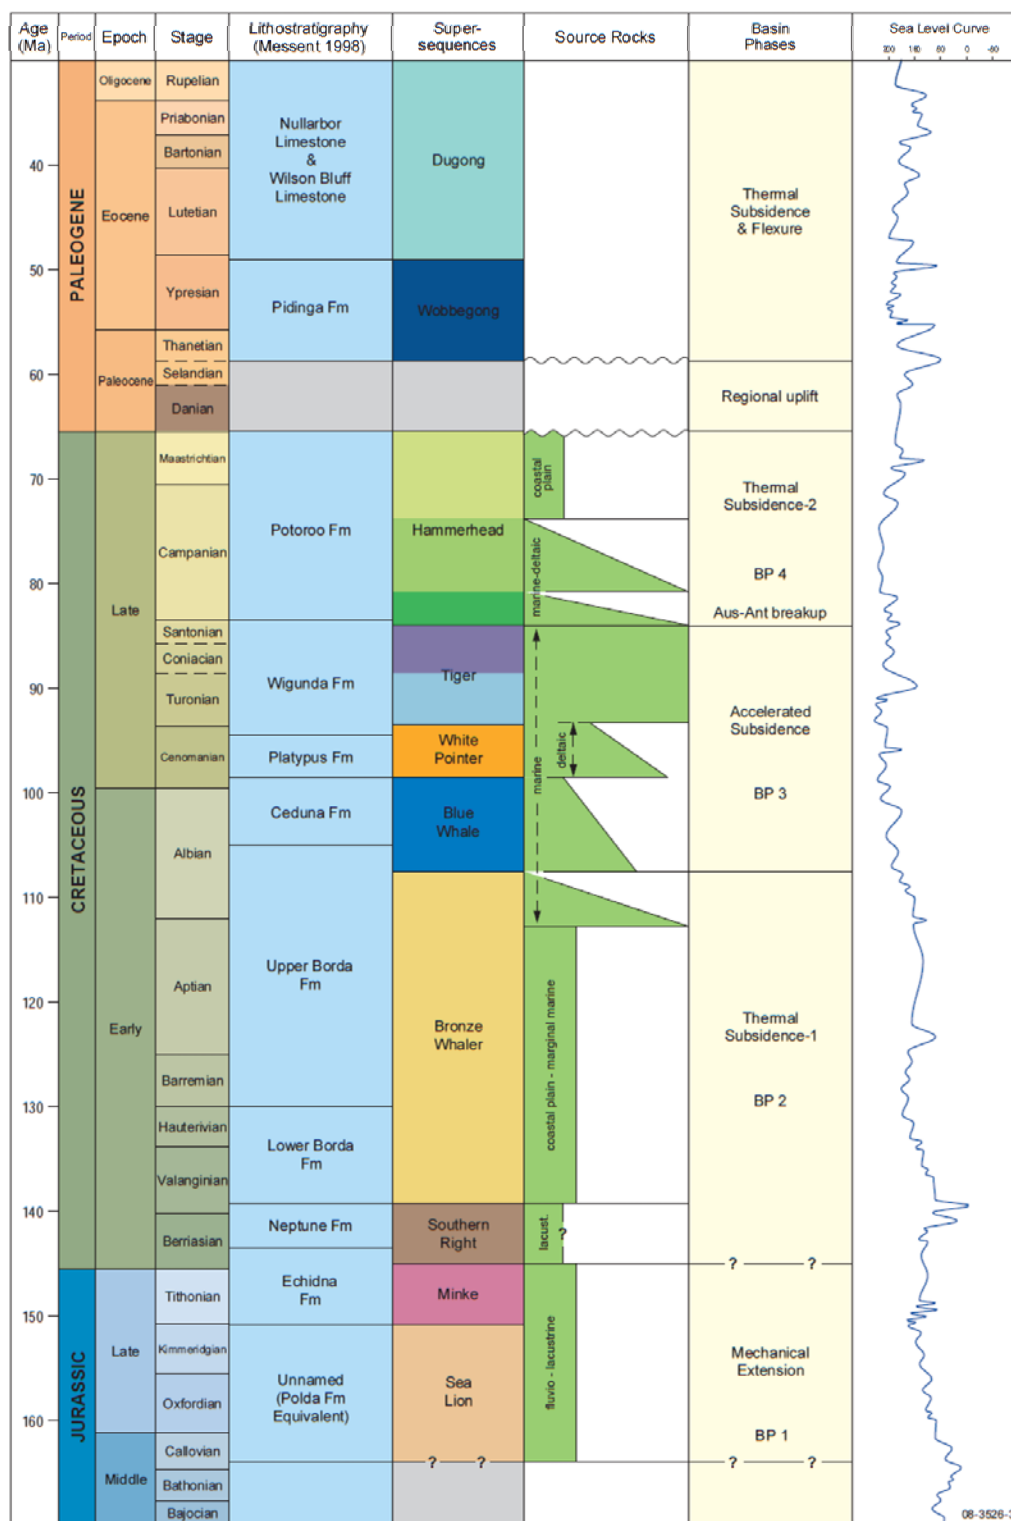 Age
(Ma)
Period
Epoch
Stage
Lithostratigraphy
(Messent 1998)
Super-
sequences
Source Rocks
Basin
Phases
Sea Level Curve
0
40
50
60
70
80
90
100
110
120
130
140
150
160
PALEOGENE
CRETACEOUS
JURASSIC
Oligocene
Eocene
Paleocene
Late
Early
Late
Middle
Rupelian
Priabonian
Bartonian
Lutetian
Ypresian
Thanetian
Selandian
Danian
Maastrichtian
Campanian
Santonian
Coniacian
Turonian
Cenomanian
Albian
Aptian
Barremian
Hauterivian
Valanginian
Berriasian
Tithonian
Kimmeridgian
Oxfordian
Callovian
Bathonian
Bajocian
Nullarbor
Limestone
&
Wilson Bluff
Limestone
Pidinga Fm
Potoroo Fm
Wigunda Fm
Platypus Fm
Ceduna Fm
Upper Borda
Fm
Lower Borda
Fm
Neptune Fm
Echidna
Fm
Unnamed
(Polda Fm
Equivalent)
Dugong
Wobbegong
Hammerhead
Tiger
White
Pointer
Blue
Whale
Bronze
Whaler
Southern
Right
Minke
Sea
Lion
? ?
coastal
plain
marine-deltaic
marine
deltaic
coastal plain - marginal marine
lacust.
?
fluvio - lacustrine
Thermal
Subsidence
& Flexure
Regional uplift
Thermal
Subsidence-2
BP 4
Aus-Ant breakup
Accelerated
Subsidence
BP 3
Thermal
Subsidence-1
BP 2
? ?
Mechanical
Extension
BP 1
? ?